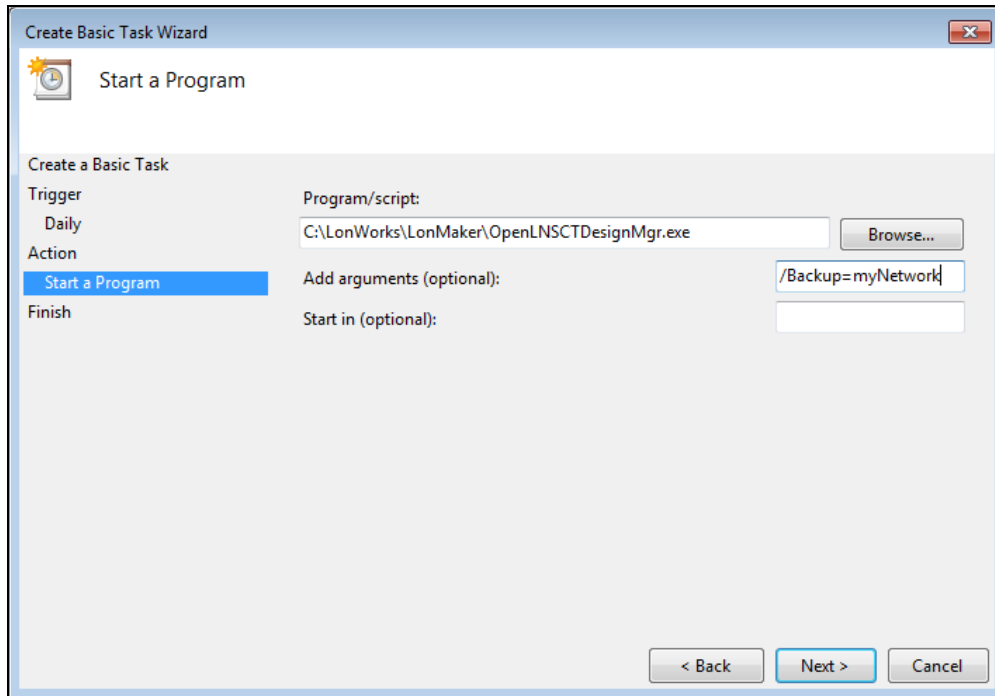 Create Basic Task Wizard
Start a Program
Create a Basic Task
Trigger
Daily
Action
Start a Program
Finish
Program/script:
C:\LonWorks\LonMaker\OpenLNSCTDesignMgr.exe
Browse...
Add arguments (optional):
/Backup=myNetwork
Start in (optional):
< Back
Next >
Cancel